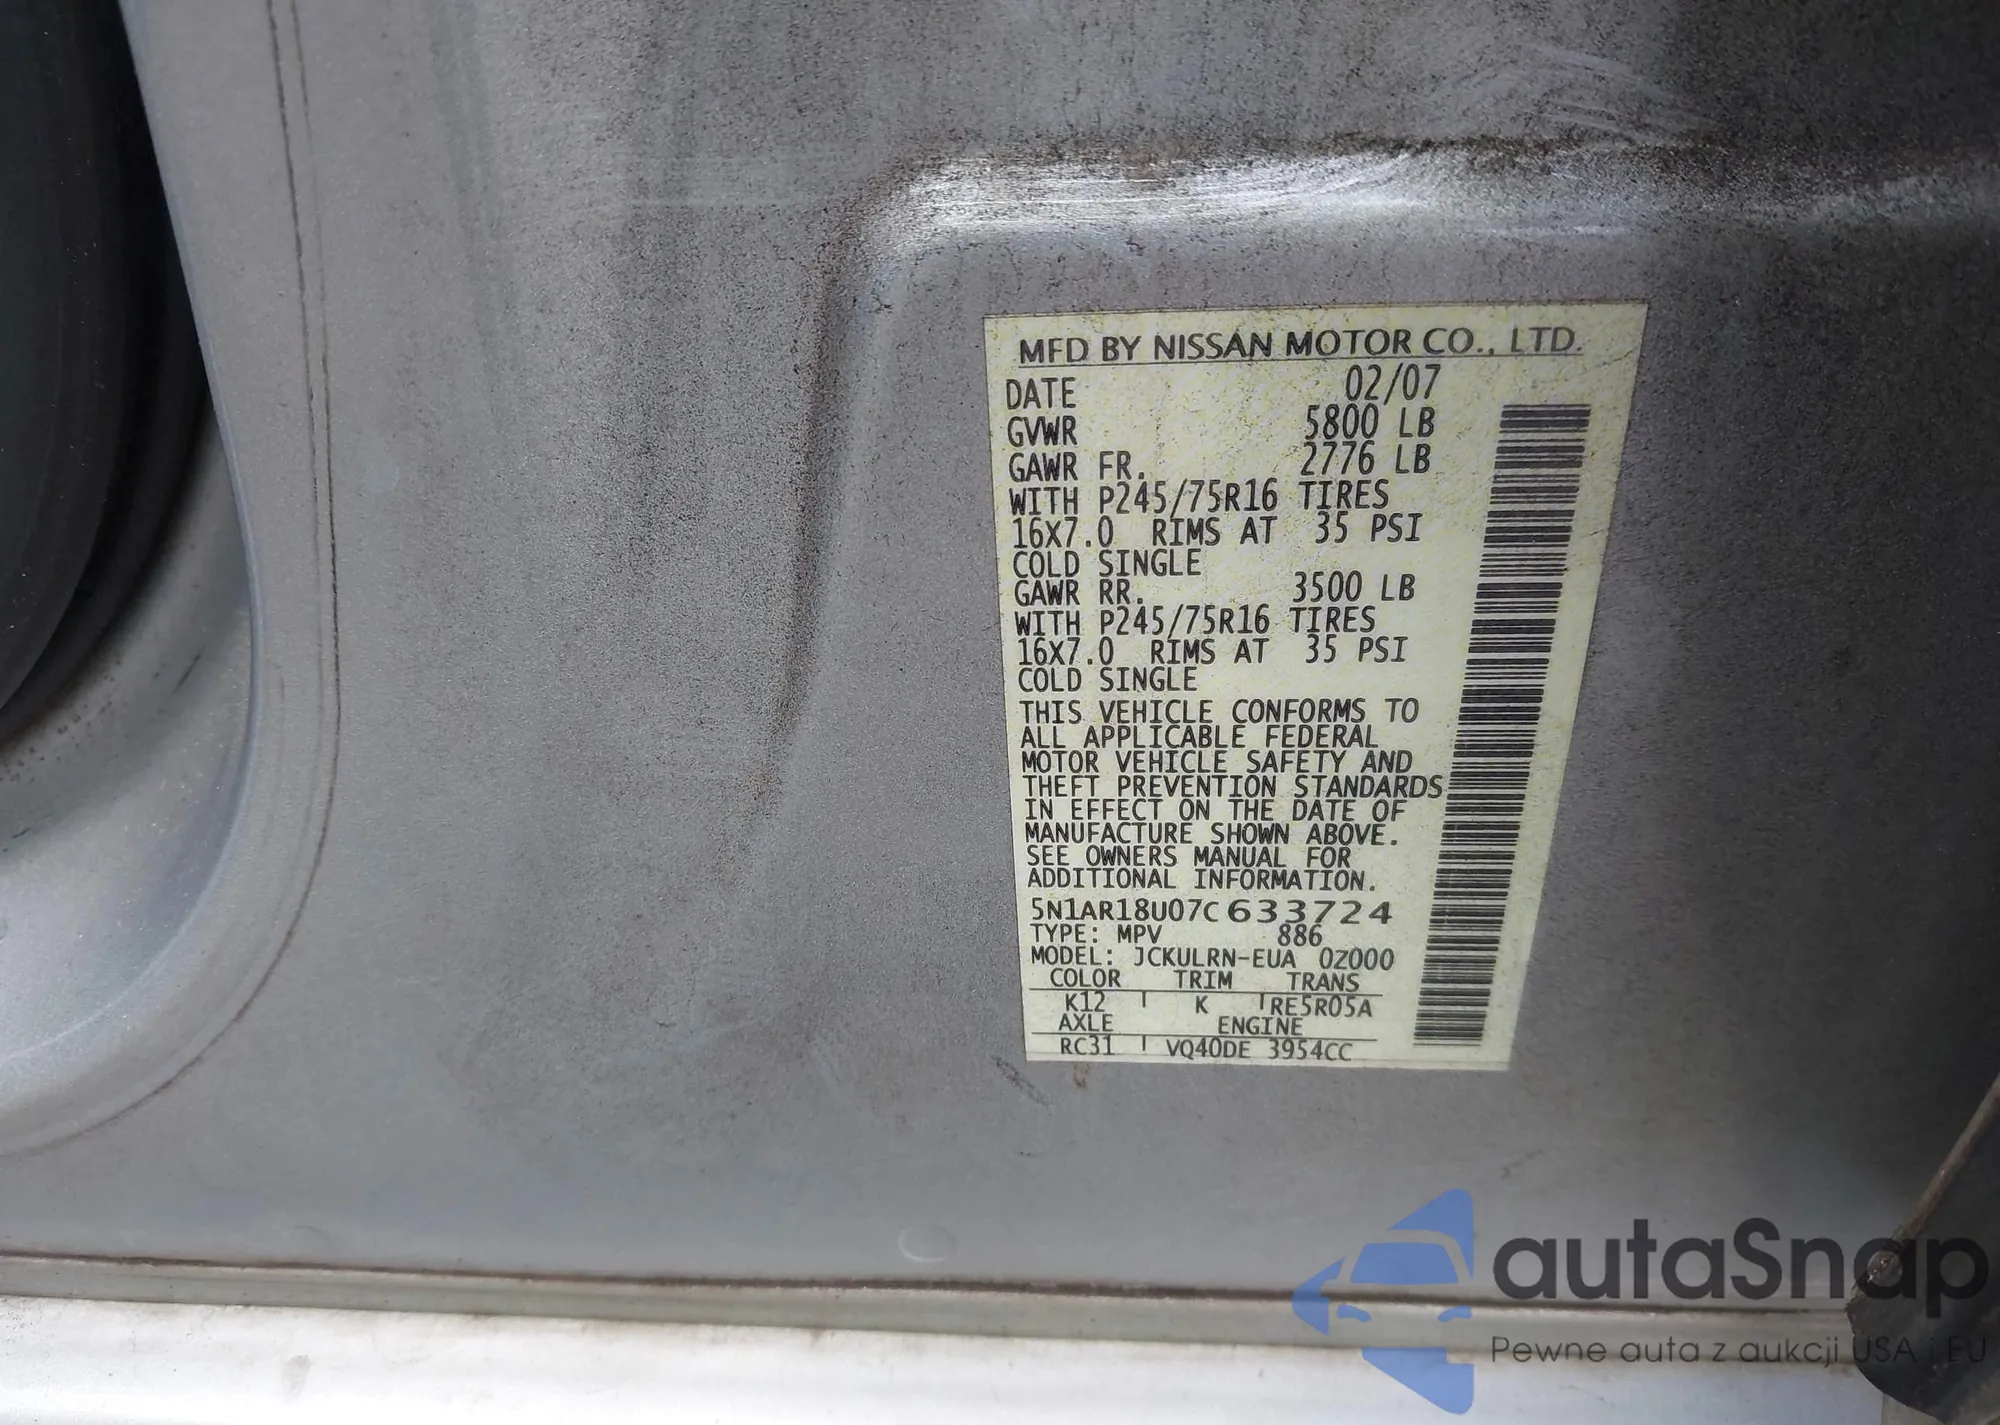 MFD BY NISSAN MOTOR CO., LTD.
DATE 02/07
GVWR 5800 LB
GAWR FR. 2776 LB
WITH P245/75R16 TIRES
16X7.0 RIMS AT 35 PSI
COLD SINGLE
GAWR RR. 3500 LB
WITH P245/75R16 TIRES
16X7.0 RIMS AT 35 PSI
COLD SINGLE
THIS VEHICLE CONFORMS TO
ALL APPLICABLE FEDERAL
MOTOR VEHICLE SAFETY AND
THEFT PREVENTION STANDARDS
IN EFFECT ON THE DATE OF
MANUFACTURE SHOWN ABOVE.
SEE OWNERS MANUAL FOR
ADDITIONAL INFORMATION.
5N1AR18U07C633724
TYPE: MPV 886
MODEL: JCKULRN-EUA 0Z000
COLOR TRIM TRANS
K12 K RE5R05A
AXLE ENGINE
RC31 VQ40DE 3954CC
autaSnap
Pewne auta z aukcji USA i EU